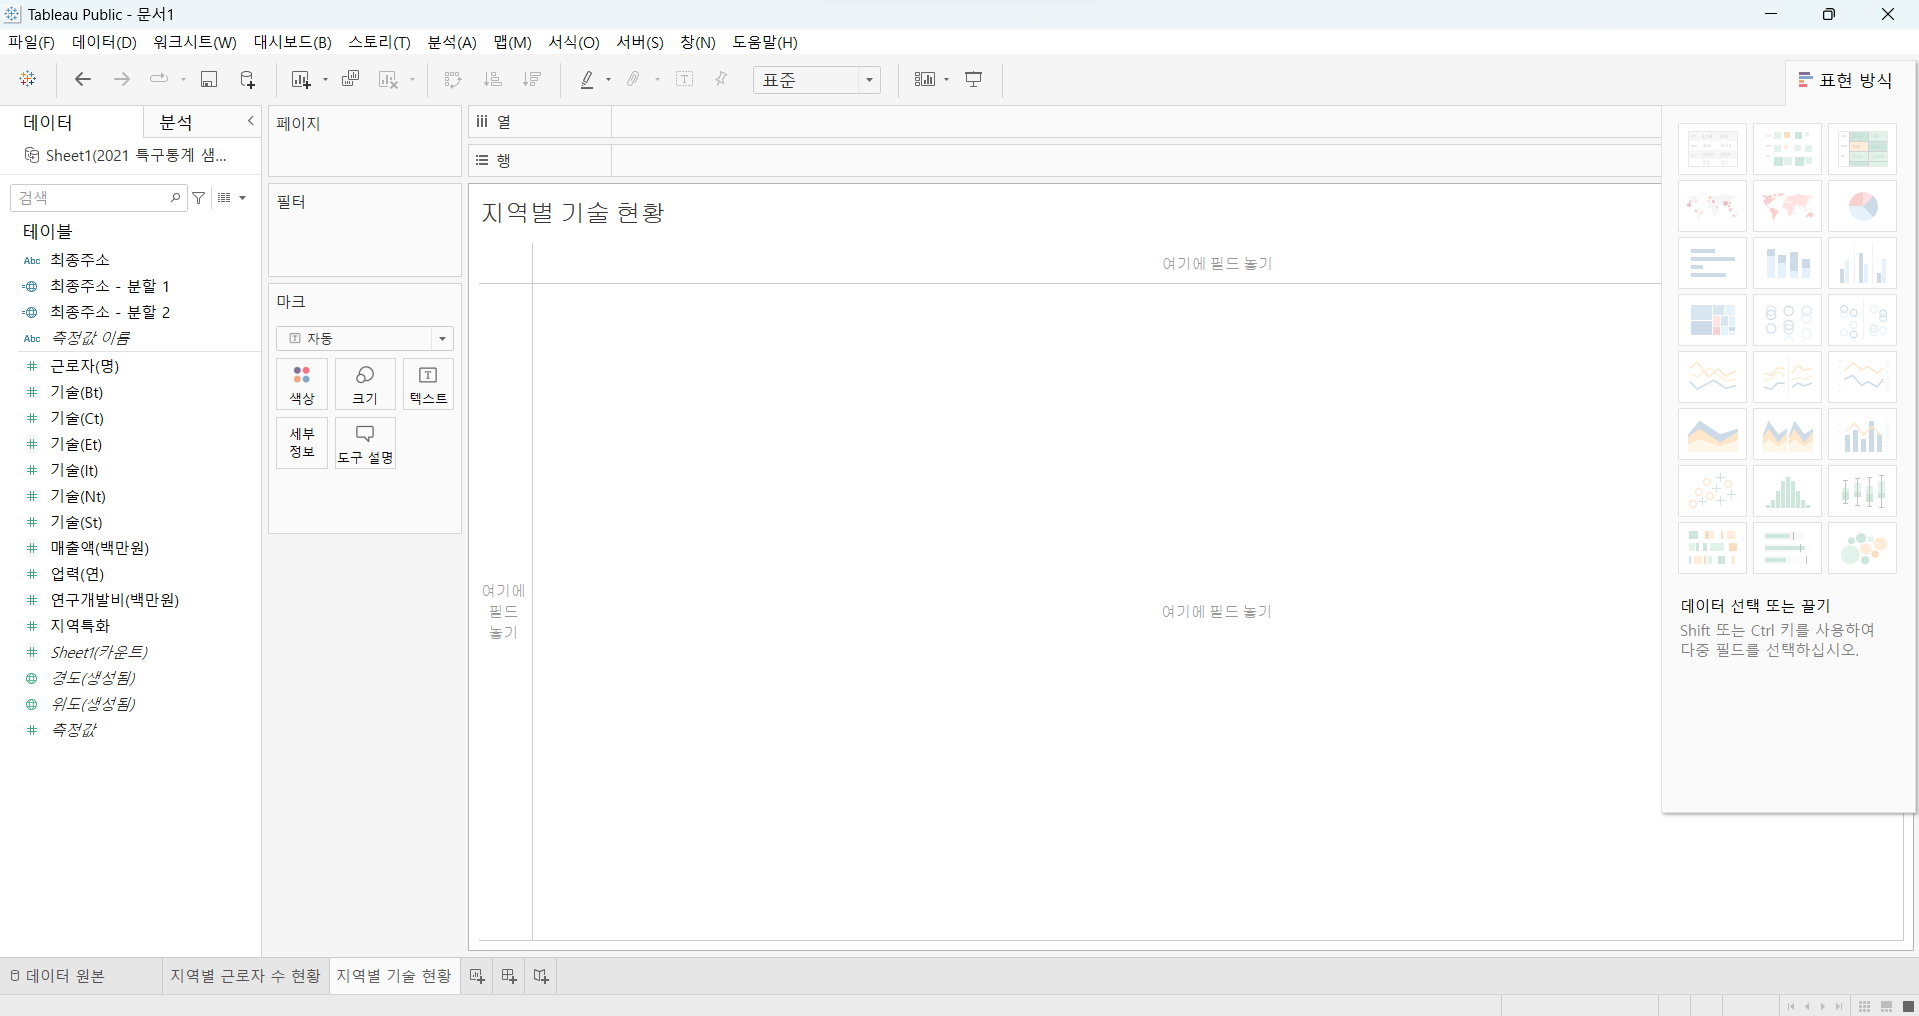 Tableau Public - 문서1
파일(F) 데이터(D) 워크시트(W) 대시보드(B) 스토리(T) 분석(A) 맵(M) 서식(O) 서버(S) 창(N) 도움말(H)
표준
표현 방식
데이터 분석
Sheet1(2021 특구통계 샘...
검색
테이블
Abc 최종주소
최종주소 - 분할 1
최종주소 - 분할 2
Abc 측정값 이름
근로자(명)
기술(Bt)
기술(Ct)
기술(Et)
기술(It)
기술(Nt)
기술(St)
매출액(백만원)
업력(연)
연구개발비(백만원)
지역특화
Sheet1(카운트)
경도(생성됨)
위도(생성됨)
측정값
페이지
필터
마크
자동
색상 크기 텍스트
세부
정보
도구 설명
열
행
지역별 기술 현황
여기에 필드 놓기
여기에
필드
놓기
여기에 필드 놓기
데이터 선택 또는 끌기
Shift 또는 Ctrl 키를 사용하여
다중 필드를 선택하십시오.
데이터 원본 지역별 근로자 수 현황 지역별 기술 현황